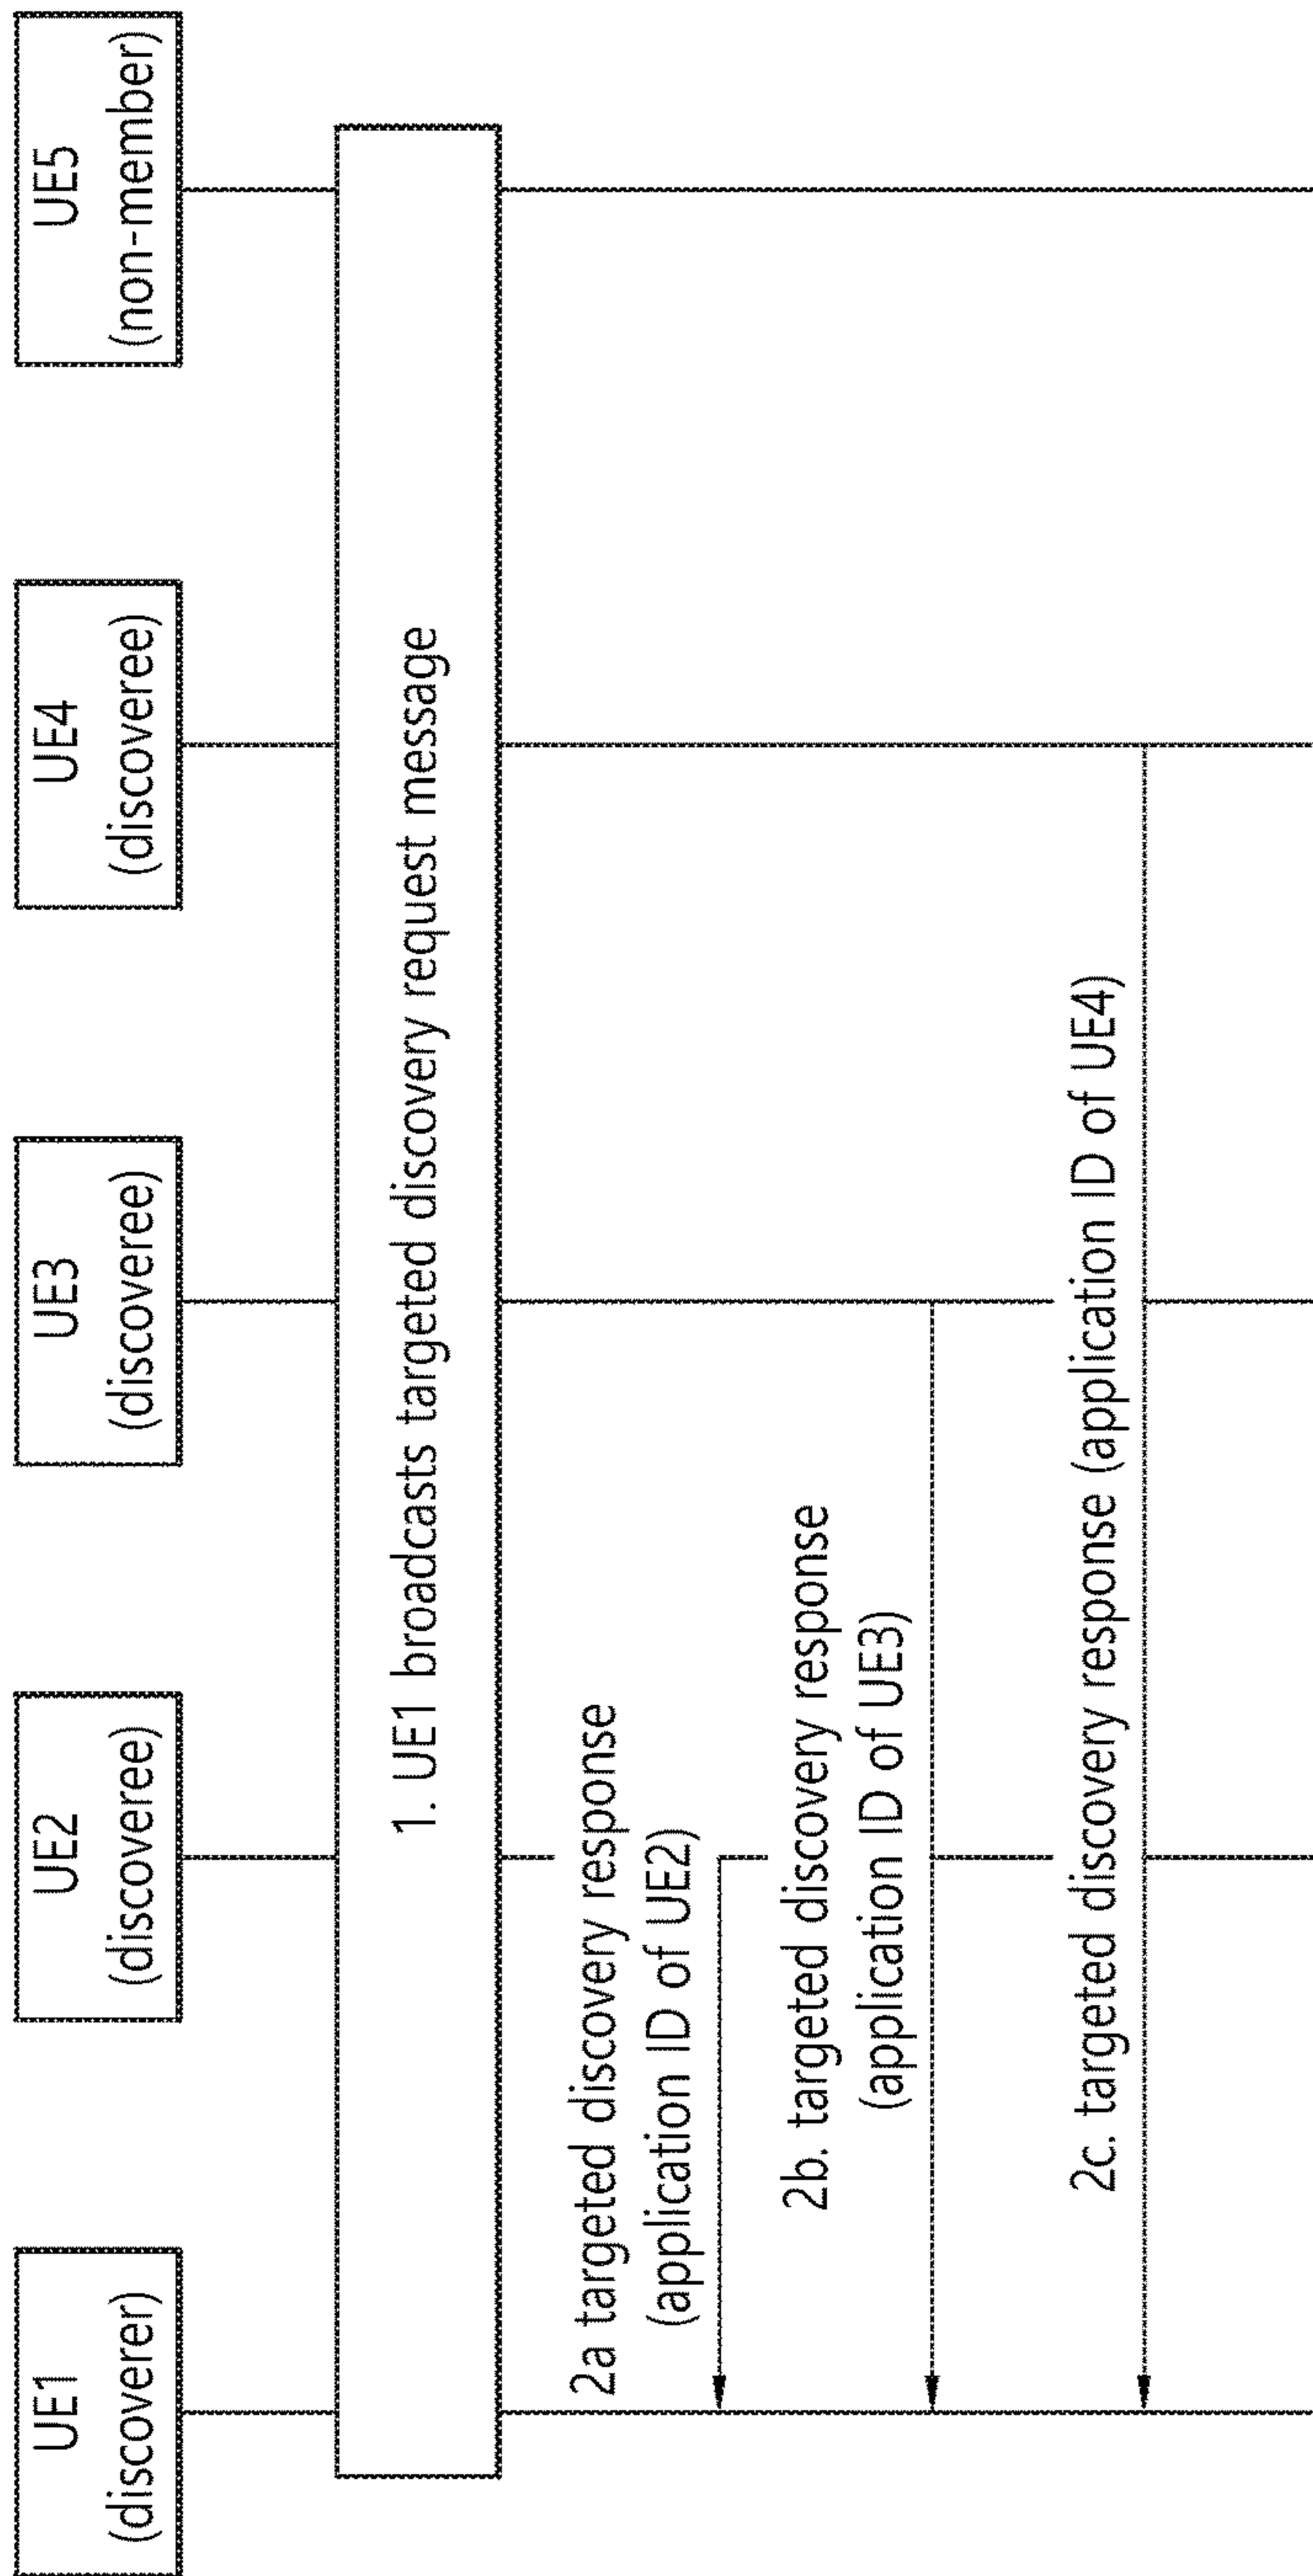 UE1
(discoverer)
UE2
(discoveree)
UE3
(discoveree)
UE4
(discoveree)
UE5
(non-member)
1. UE1 broadcasts targeted discovery request message
2a targeted discovery response
(application ID of UE2)
2b. targeted discovery response
(application ID of UE3)
2c. targeted discovery response (application ID of UE4)